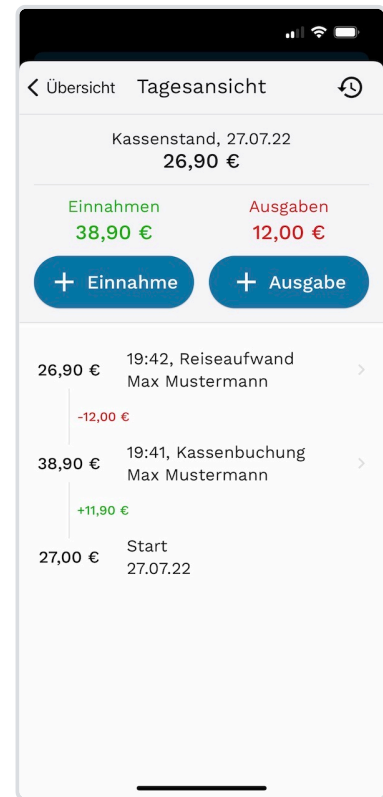 Übersicht Tagesansicht
Kassenstand, 27.07.22
26,90 €
Einnahmen Ausgaben
38,90 € 12,00 €
+ Einnahme + Ausgabe
26,90 € 19:42, Reiseaufwand
Max Mustermann
-12,00 €
38,90 € 19:41, Kassenbuchung
Max Mustermann
+11,90 €
27,00 € Start
27.07.22